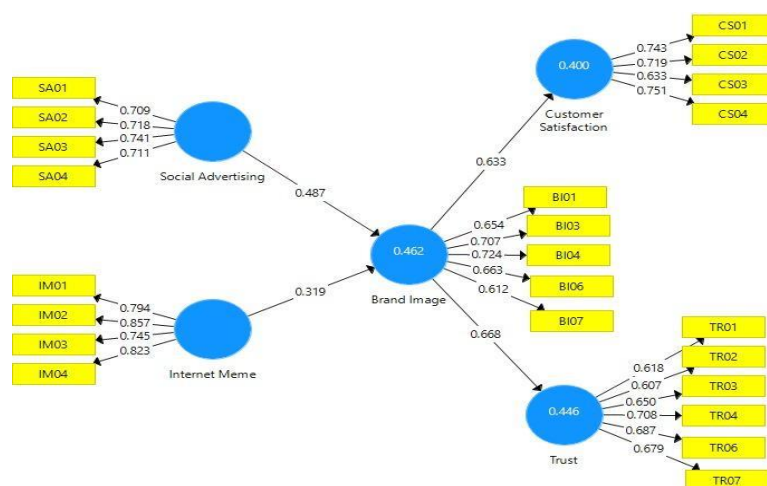 SA01
SA02
SA03
SA04
0.709
0.718
0.741
0.711
Social Advertising
0.487
IM01
IM02
IM03
IM04
0.794
0.857
0.745
0.823
Internet Meme
0.319
0.462
Brand Image
0.654
0.707
0.724
0.663
0.612
BI01
BI03
BI04
BI06
BI07
0.633
0.400
Customer
Satisfaction
0.743
0.719
0.633
0.751
CS01
CS02
CS03
CS04
0.668
0.446
Trust
0.618
0.607
0.650
0.708
0.687
0.679
TR01
TR02
TR03
TR04
TR06
TR07